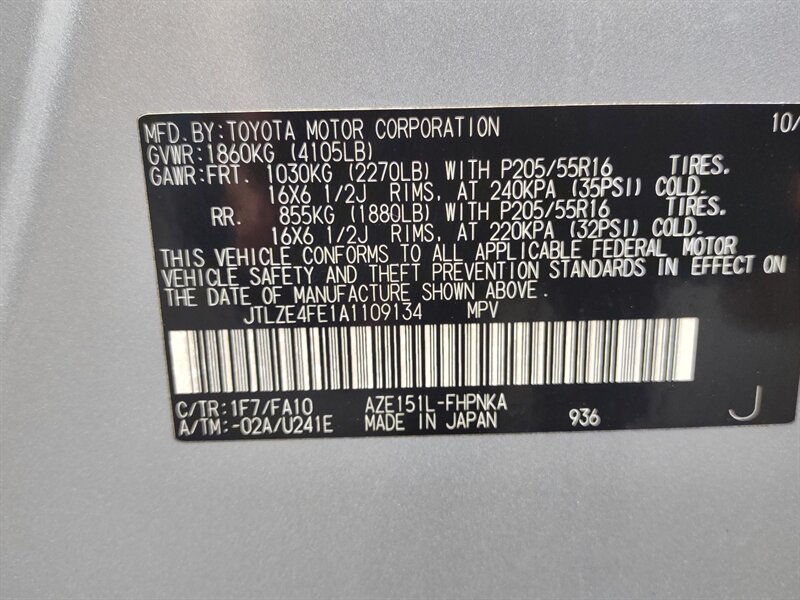 MFD. BY: TOYOTA MOTOR CORPORATION 10/
GVWR: 1860KG (4105LB)
GAWR: FRT. 1030KG (2270LB) WITH P205/55R16 TIRES.
16X6 1/2J RIMS, AT 240KPA (35PSI) COLD.
RR. 855KG (1880LB) WITH P205/55R16 TIRES.
16X6 1/2J RIMS, AT 220KPA (32PSI) COLD.
THIS VEHICLE CONFORMS TO ALL APPLICABLE FEDERAL MOTOR
VEHICLE SAFETY AND THEFT PREVENTION STANDARDS IN EFFECT ON
THE DATE OF MANUFACTURE SHOWN ABOVE.
JTLZE4FE1A1109134 MPV
C/TR: 1F7/FA10 AZE151L-FHPNKA
A/TM: -02A/U241E MADE IN JAPAN 936 J